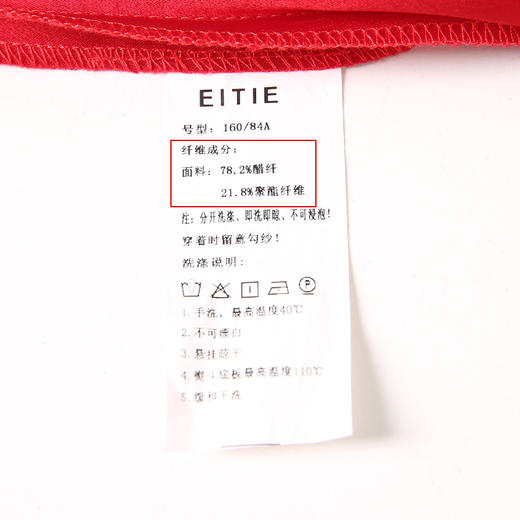 EITIE
号型: 160/84A
纤维成分:
面料: 78.2%醋纤
21.8%聚酯纤维
注: 分开洗涤、即洗即晾、不可浸泡!
穿着时留意勾纱!
洗涤说明:
P
1. 手洗, 最高温度40℃
2. 不可漂白
3. 悬挂晾干
4. 熨斗底板最高温度110℃
5. 缓和干洗